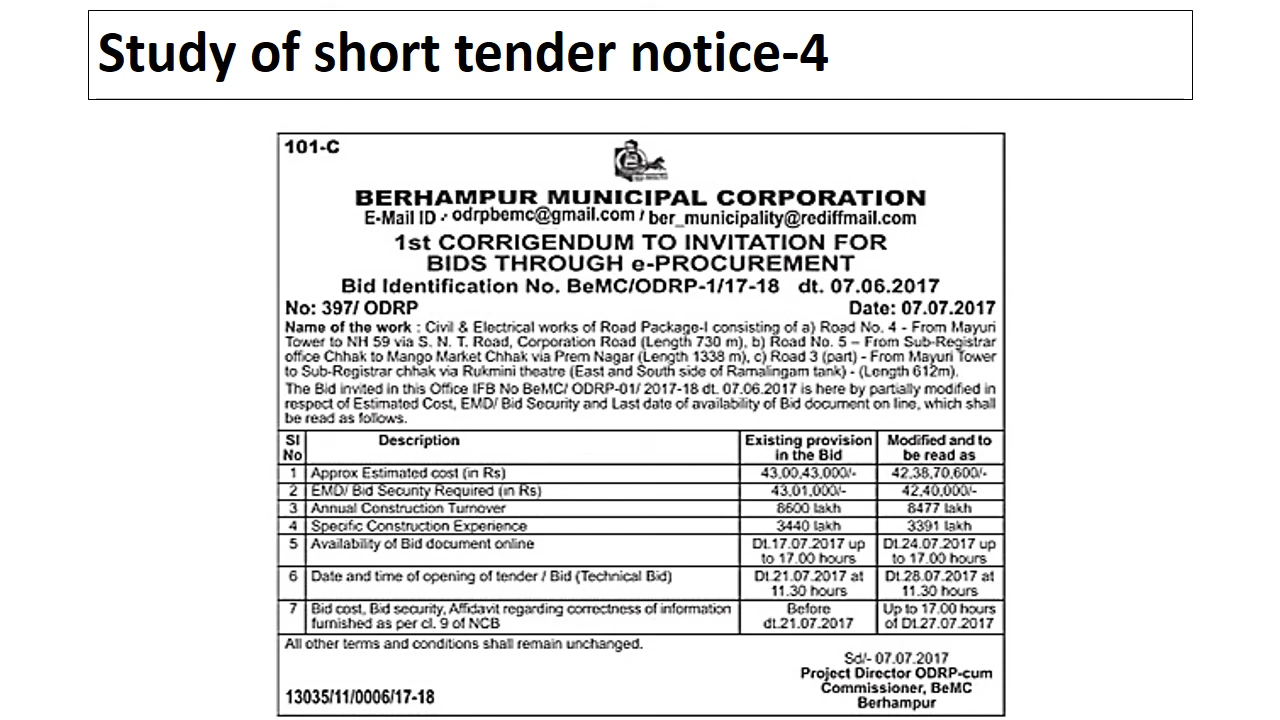 Study of short tender notice-4
101-C
BERHAMPUR MUNICIPAL CORPORATION
E-Mail ID :- odrpbemc@gmail.com / ber_municipality@rediffmail.com
1st CORRIGENDUM TO INVITATION FOR
BIDS THROUGH e-PROCUREMENT
Bid Identification No. BeMC/ODRP-1/17-18 dt. 07.06.2017
No: 397/ ODRP Date: 07.07.2017
Name of the work : Civil & Electrical works of Road Package-I consisting of a) Road No. 4 - From Mayuri
Tower to NH 59 via S. N. T. Road, Corporation Road (Length 730 m), b) Road No. 5 – From Sub-Registrar
office Chhak to Mango Market Chhak via Prem Nagar (Length 1338 m), c) Road 3 (part) - From Mayuri Tower
to Sub-Registrar chhak via Rukmini theatre (East and South side of Ramalingam tank) - (Length 612m).
The Bid invited in this Office IFB No BeMC/ ODRP-01/ 2017-18 dt. 07.06.2017 is here by partially modified in
respect of Estimated Cost, EMD/ Bid Security and Last date of availability of Bid document on line, which shall
be read as follows.
Sl No Description Existing provision in the Bid Modified and to be read as
1 Approx Estimated cost (in Rs) 43,00,43,000/- 42,38,70,600/-
2 EMD/ Bid Security Required (in Rs) 43,01,000/- 42,40,000/-
3 Annual Construction Turnover 8600 lakh 8477 lakh
4 Specific Construction Experience 3440 lakh 3391 lakh
5 Availability of Bid document online Dt.17.07.2017 up to 17.00 hours Dt.24.07.2017 up to 17.00 hours
6 Date and time of opening of tender / Bid (Technical Bid) Dt.21.07.2017 at 11.30 hours Dt.28.07.2017 at 11.30 hours
7 Bid cost, Bid security, Affidavit regarding correctness of information furnished as per cl. 9 of NCB Before dt.21.07.2017 Up to 17.00 hours of Dt.27.07.2017
All other terms and conditions shall remain unchanged.
Sd/- 07.07.2017
Project Director ODRP-cum
Commissioner, BeMC
Berhampur
13035/11/0006/17-18